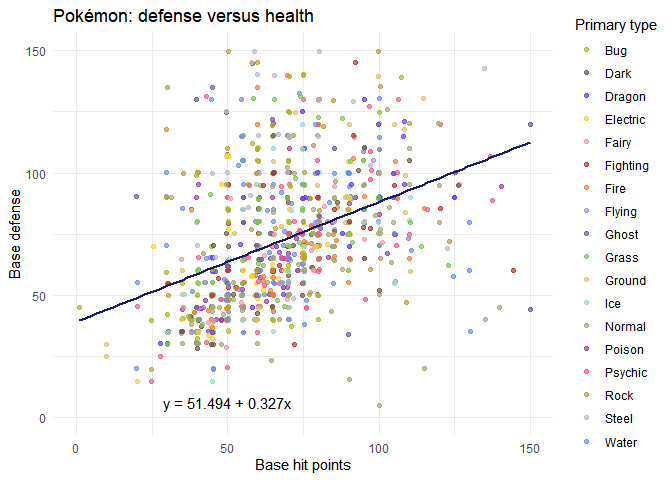 Pokémon: defense versus health
Base defense
150
100
50
0
y = 51.494 + 0.327x
0
50
100
150
Base hit points
Primary type
Bug
Dark
Dragon
Electric
Fairy
Fighting
Fire
Flying
Ghost
Grass
Ground
Ice
Normal
Poison
Psychic
Rock
Steel
Water